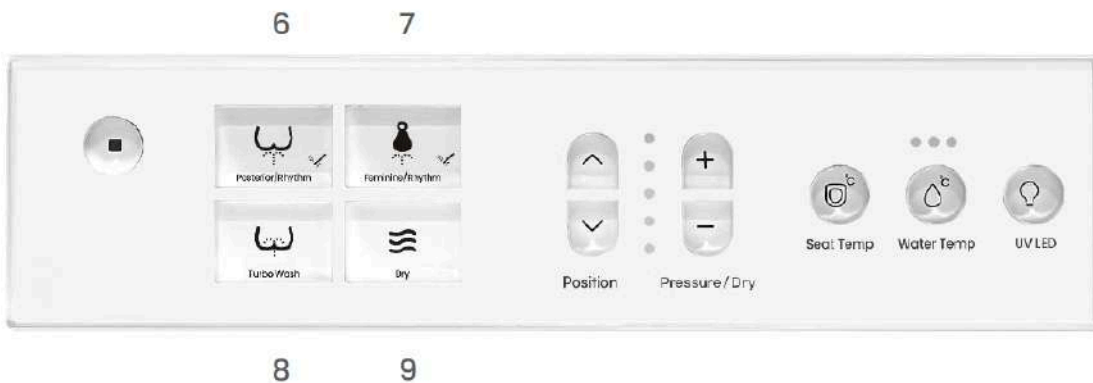 6 7
Posterior/Rhythm Feminine/Rhythm
Turbo Wash Dry
Position Pressure/Dry
°C °C
Seat Temp Water Temp UV LED
8 9